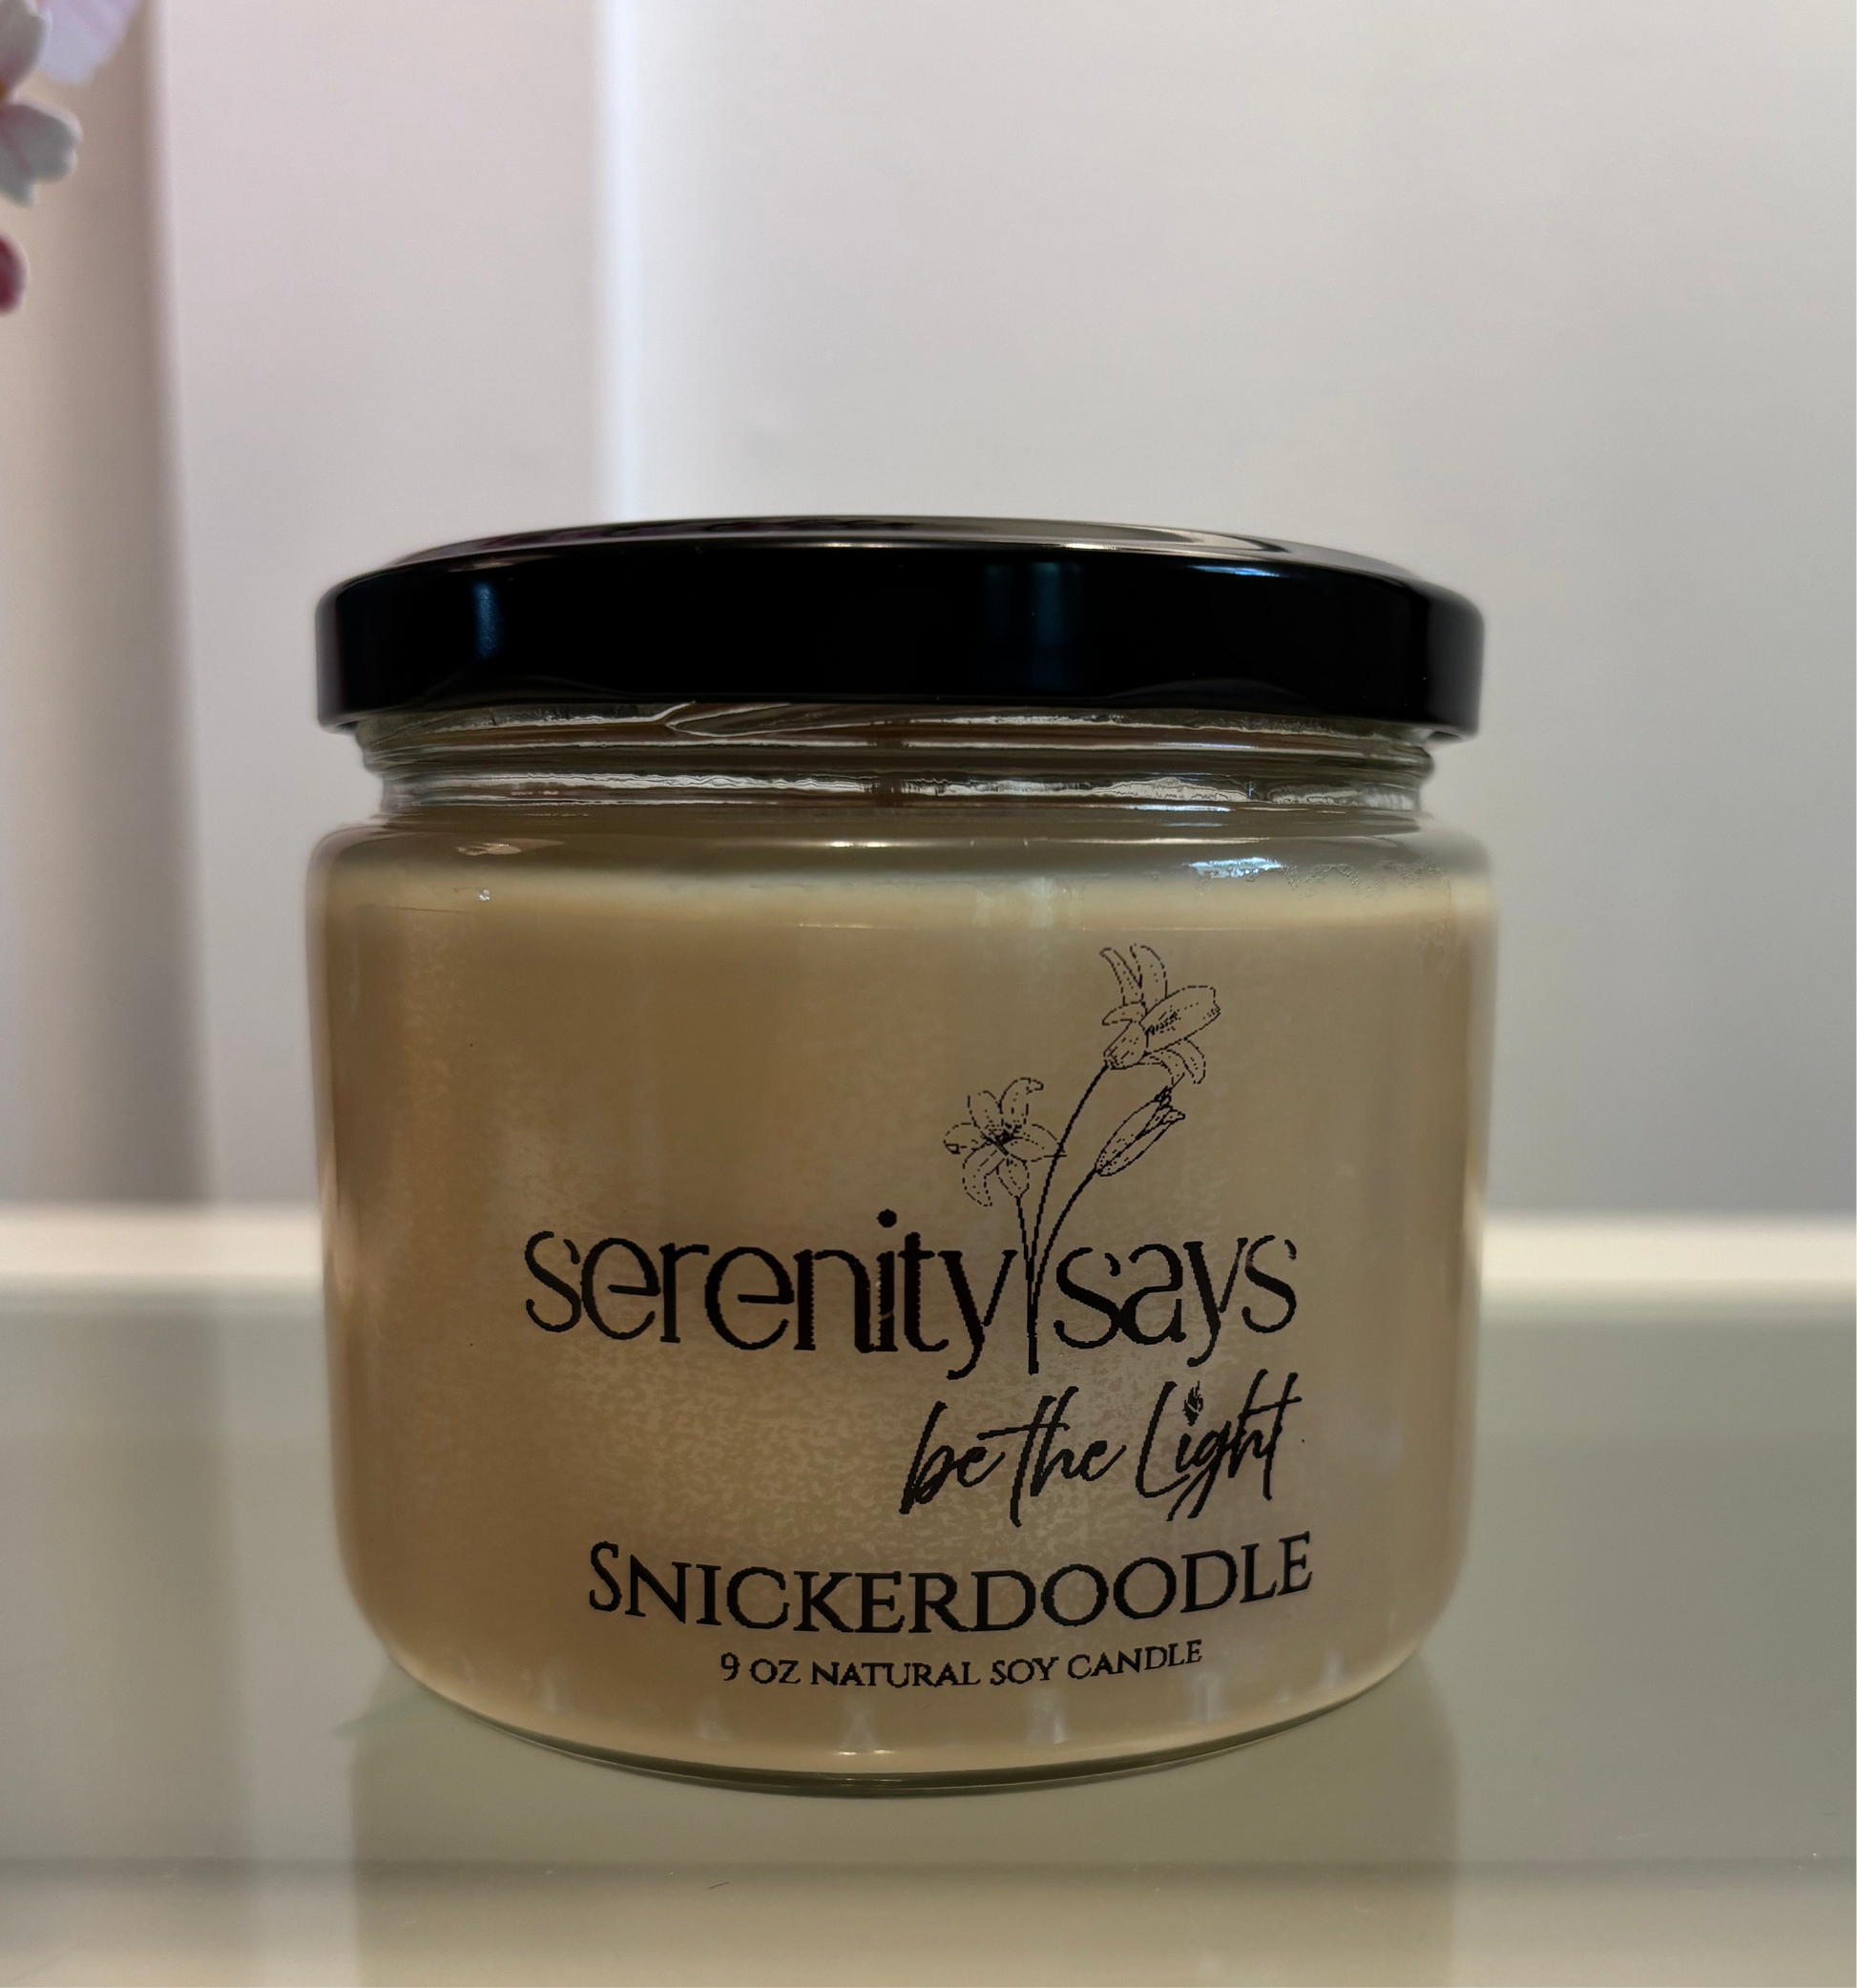 serenity says
be the Light
SNICKERDOODLE
9 OZ NATURAL SOY CANDLE